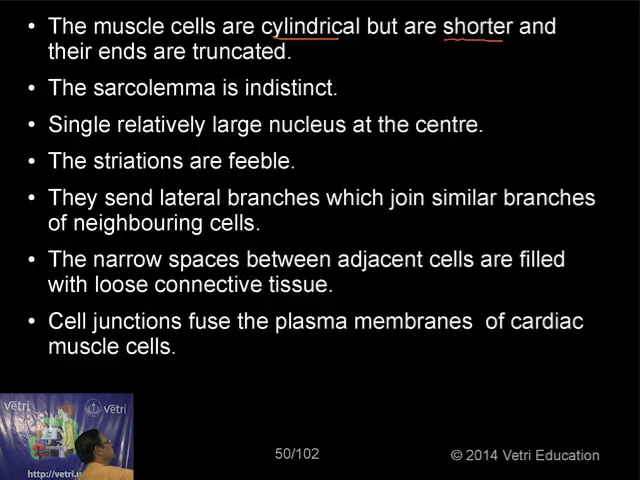 • The muscle cells are cylindrical but are shorter and
their ends are truncated.
• The sarcolemma is indistinct.
• Single relatively large nucleus at the centre.
• The striations are feeble.
• They send lateral branches which join similar branches
of neighbouring cells.
• The narrow spaces between adjacent cells are filled
with loose connective tissue.
• Cell junctions fuse the plasma membranes of cardiac
muscle cells.
vetri vetri
http://vetri.
50/102
© 2014 Vetri Education